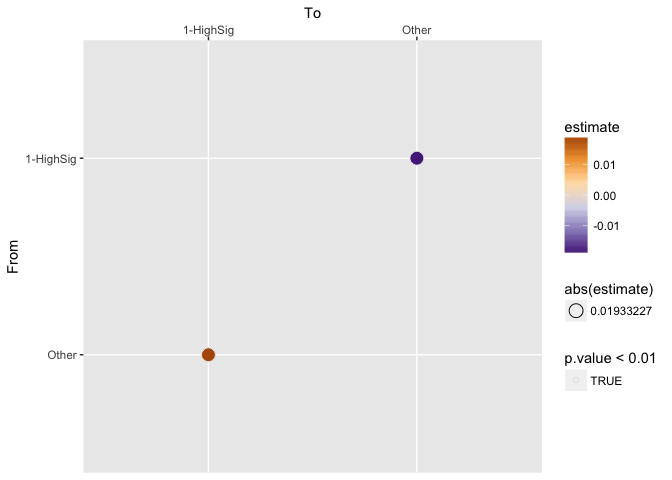 To
1-HighSig
Other
From
1-HighSig
Other
estimate
0.01
0.00
-0.01
abs(estimate)
0.01933227
p.value < 0.01
TRUE